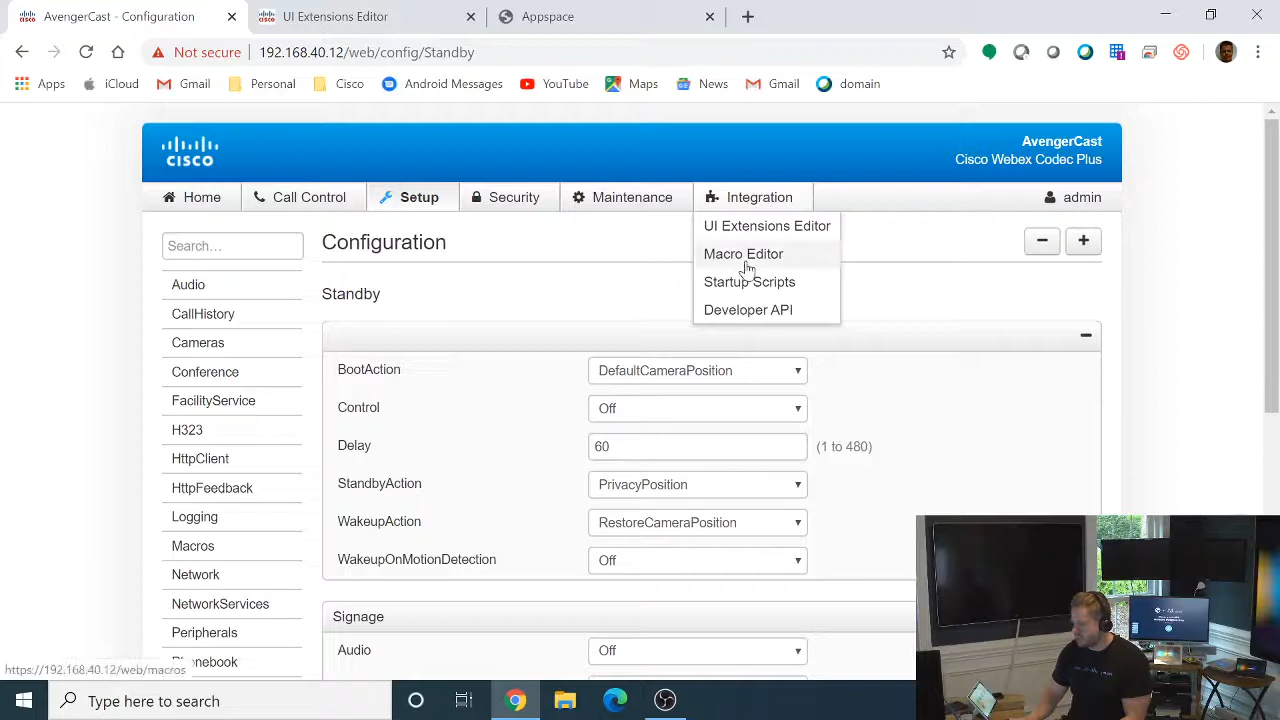 AvengerCast - Configuration
UI Extensions Editor
Appspace
Not secure
192.168.40.12/web/config/Standby
Apps
iCloud
Gmail
Personal
Cisco
Android Messages
YouTube
Maps
News
Gmail
domain
CISCO
AvengerCast
Cisco Webex Codec Plus
Home
Call Control
Setup
Security
Maintenance
Integration
admin
UI Extensions Editor
Macro Editor
Startup Scripts
Developer API
Search...
Audio
CallHistory
Cameras
Conference
FacilityService
H323
HttpClient
HttpFeedback
Logging
Macros
Network
NetworkServices
Peripherals
Phonebook
Configuration
Standby
BootAction
DefaultCameraPosition
Control
Off
Delay
60
(1 to 480)
StandbyAction
PrivacyPosition
WakeupAction
RestoreCameraPosition
WakeupOnMotionDetection
Off
Signage
Audio
Off
https://192.168.40.12/web/macros
Type here to search